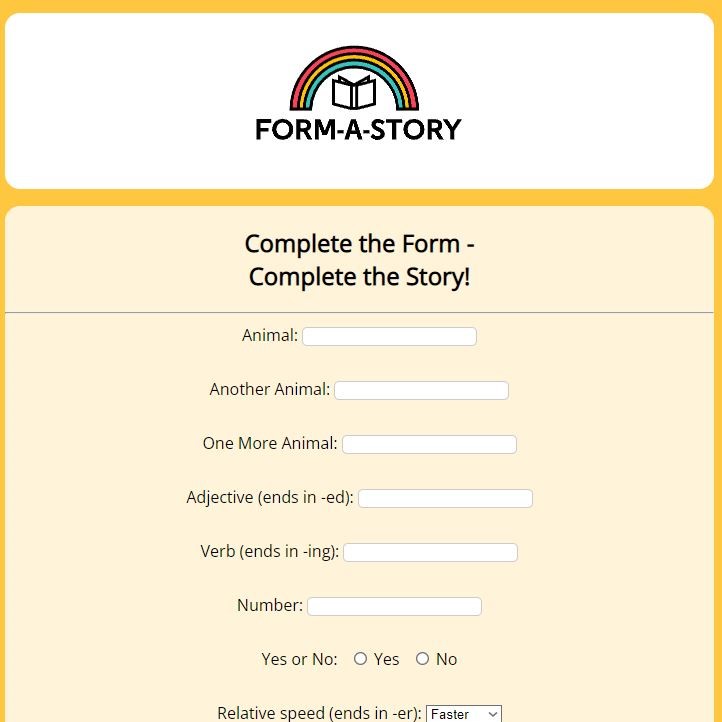 FORM-A-STORY
Complete the Form -
Complete the Story!
Animal:
Another Animal:
One More Animal:
Adjective (ends in -ed):
Verb (ends in -ing):
Number:
Yes or No: Yes No
Relative speed (ends in -er): Faster